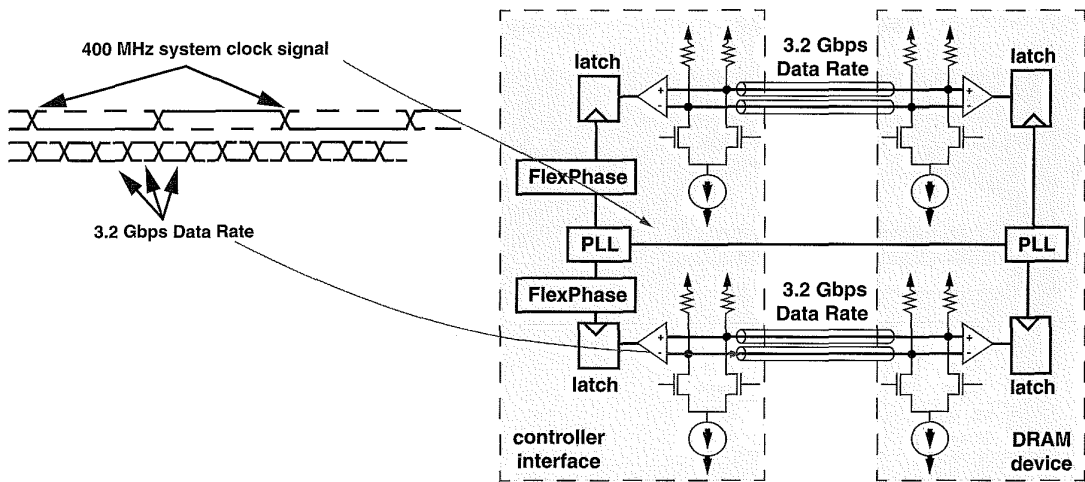 400 MHz system clock signal
3.2 Gbps Data Rate
latch
3.2 Gbps
Data Rate
latch
+
-
+
-
FlexPhase
PLL
PLL
FlexPhase
3.2 Gbps
Data Rate
+
-
+
-
latch
latch
controller
interface
DRAM
device